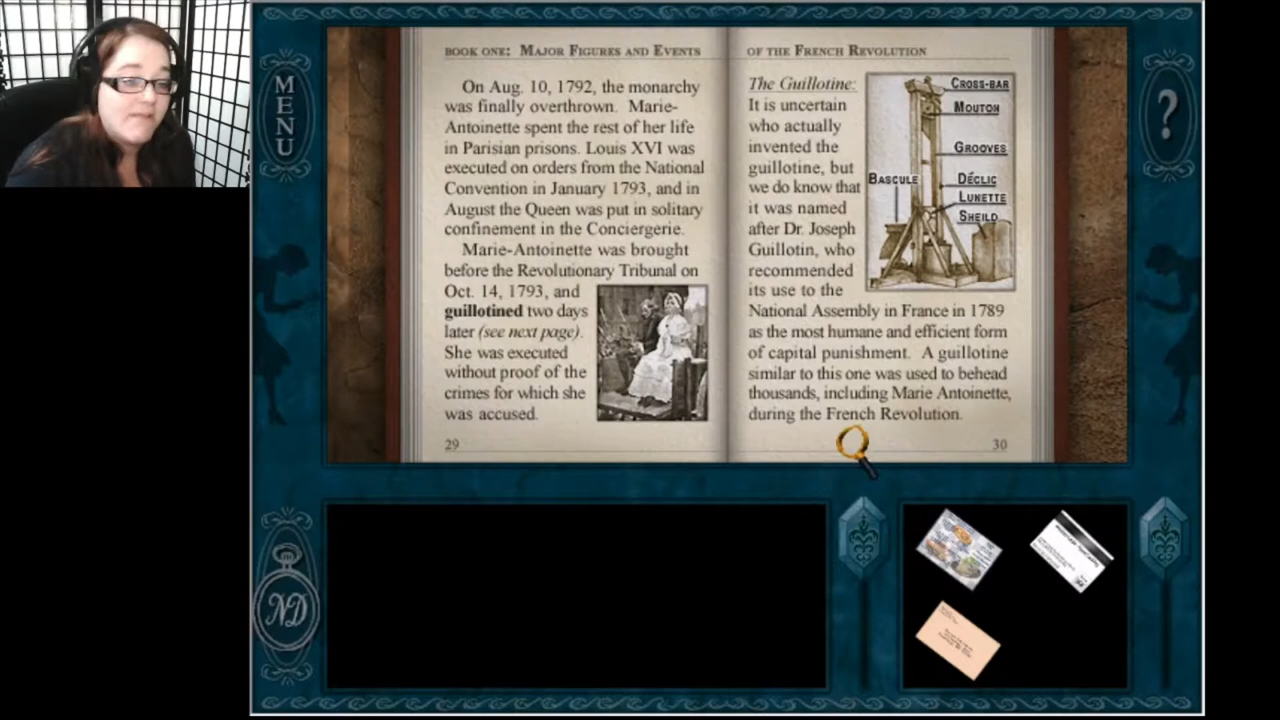 MENU
BOOK ONE: MAJOR FIGURES AND EVENTS
On Aug. 10, 1792, the monarchy
was finally overthrown. Marie-
Antoinette spent the rest of her life
in Parisian prisons. Louis XVI was
executed on orders from the National
Convention in January 1793, and in
August the Queen was put in solitary
confinement in the Conciergerie.
Marie-Antoinette was brought
before the Revolutionary Tribunal on
Oct. 14, 1793, and
guillotined two days
later (see next page).
She was executed
without proof of the
crimes for which she
was accused.
29
OF THE FRENCH REVOLUTION
The Guillotine:
It is uncertain
who actually
invented the
guillotine, but
we do know that
it was named
after Dr. Joseph
Guillotin, who
recommended
its use to the
National Assembly in France in 1789
as the most humane and efficient form
of capital punishment. A guillotine
similar to this one was used to behead
thousands, including Marie Antoinette,
during the French Revolution.
CROSS-BAR
MOUTON
GROOVES
BASCULE
DÉCLIC
LUNETTE
SHEILD
30
?
ND